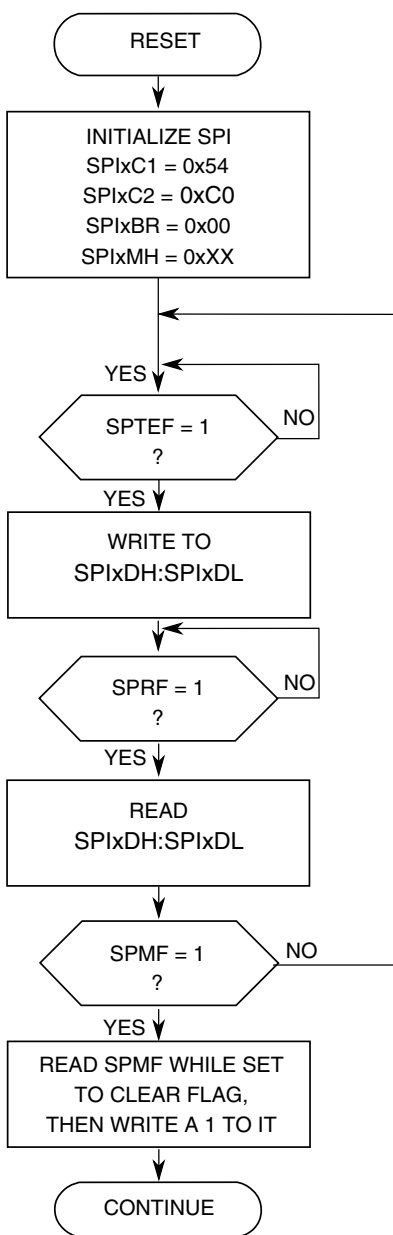 RESET
INITIALIZE SPI
SPIxC1 = 0x54
SPIxC2 = 0xC0
SPIxBR = 0x00
SPIxMH = 0xXX
YES
SPTEF = 1
?
NO
YES
WRITE TO
SPIxDH:SPIxDL
SPRF = 1
?
NO
YES
READ
SPIxDH:SPIxDL
SPMF = 1
?
NO
YES
READ SPMF WHILE SET
TO CLEAR FLAG,
THEN WRITE A 1 TO IT
CONTINUE